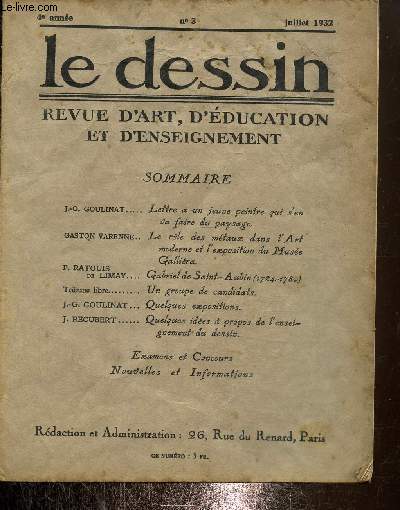 le-livre.com
4e année
n° 3
juillet 1932
le dessin
REVUE D'ART, D'ÉDUCATION
ET D'ENSEIGNEMENT
SOMMAIRE
J.-G. GOULINAT..... Lettre à un jeune peintre qui s'en
va faire du paysage.
GASTON VARENNE.. Le rôle des métaux dans l'Art
moderne et l'exposition du Musée
Galliéra.
P. RATOUIS
DE LIMAY.... Gabriel de Saint-Aubin (1724-1780)
Tribune libre......... Un groupe de candidats.
J.-G. GOULINAT... Quelques expositions.
J. BECUBERT...... Quelques idées à propos de l'ensei-
gnement du dessin.
Examens et Concours
Nouvelles et Informations
Rédaction et Administration : 26, Rue du Renard, Paris
CE NUMÉRO : 3 FR.